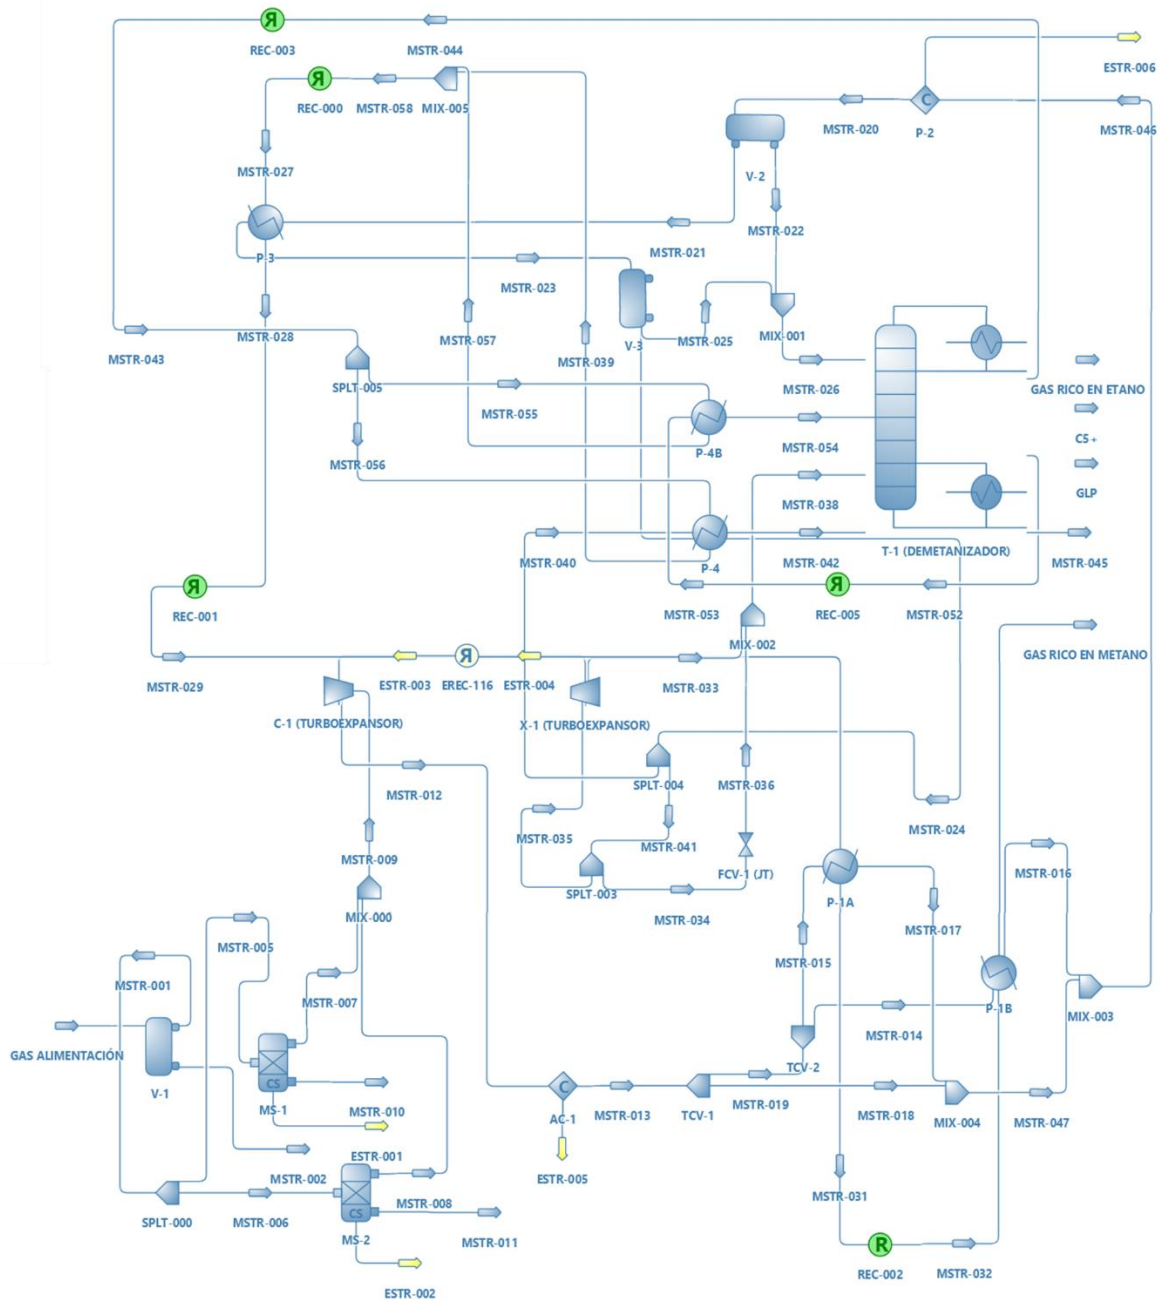 REC-003
MSTR-044
ESTR-006
REC-000
MSTR-058
MIX-005
MSTR-020
C
P-2
MSTR-046
MSTR-027
V-2
MSTR-022
P-3
MSTR-021
MSTR-023
MSTR-028
MSTR-057
V-3
MSTR-025
MIX-001
MSTR-043
MSTR-039
SPLT-005
MSTR-055
MSTR-026
GAS RICO EN ETANO
MSTR-056
P-4B
MSTR-054
C5+
GLP
MSTR-038
T-1 (DEMETANIZADOR)
MSTR-040
P-4
MSTR-042
MSTR-045
REC-001
MSTR-053
REC-005
MSTR-052
MIX-002
GAS RICO EN METANO
MSTR-029
ESTR-003
EREC-116
ESTR-004
MSTR-033
C-1 (TURBOEXPANSOR)
X-1 (TURBOEXPANSOR)
MSTR-012
SPLT-004
MSTR-036
MSTR-035
MSTR-041
MSTR-024
MSTR-009
SPLT-003
FCV-1 (JT)
MSTR-016
MIX-000
MSTR-034
P-1A
MSTR-017
MSTR-005
MSTR-001
MSTR-007
MSTR-015
P-1B
MIX-003
GAS ALIMENTACIÓN
MSTR-014
V-1
CS
MS-1
MSTR-010
C
AC-1
MSTR-013
TCV-1
MSTR-019
TCV-2
MSTR-018
MIX-004
MSTR-047
ESTR-001
MSTR-002
ESTR-005
SPLT-000
MSTR-006
CS
MS-2
MSTR-008
MSTR-011
MSTR-031
R
REC-002
MSTR-032
ESTR-002